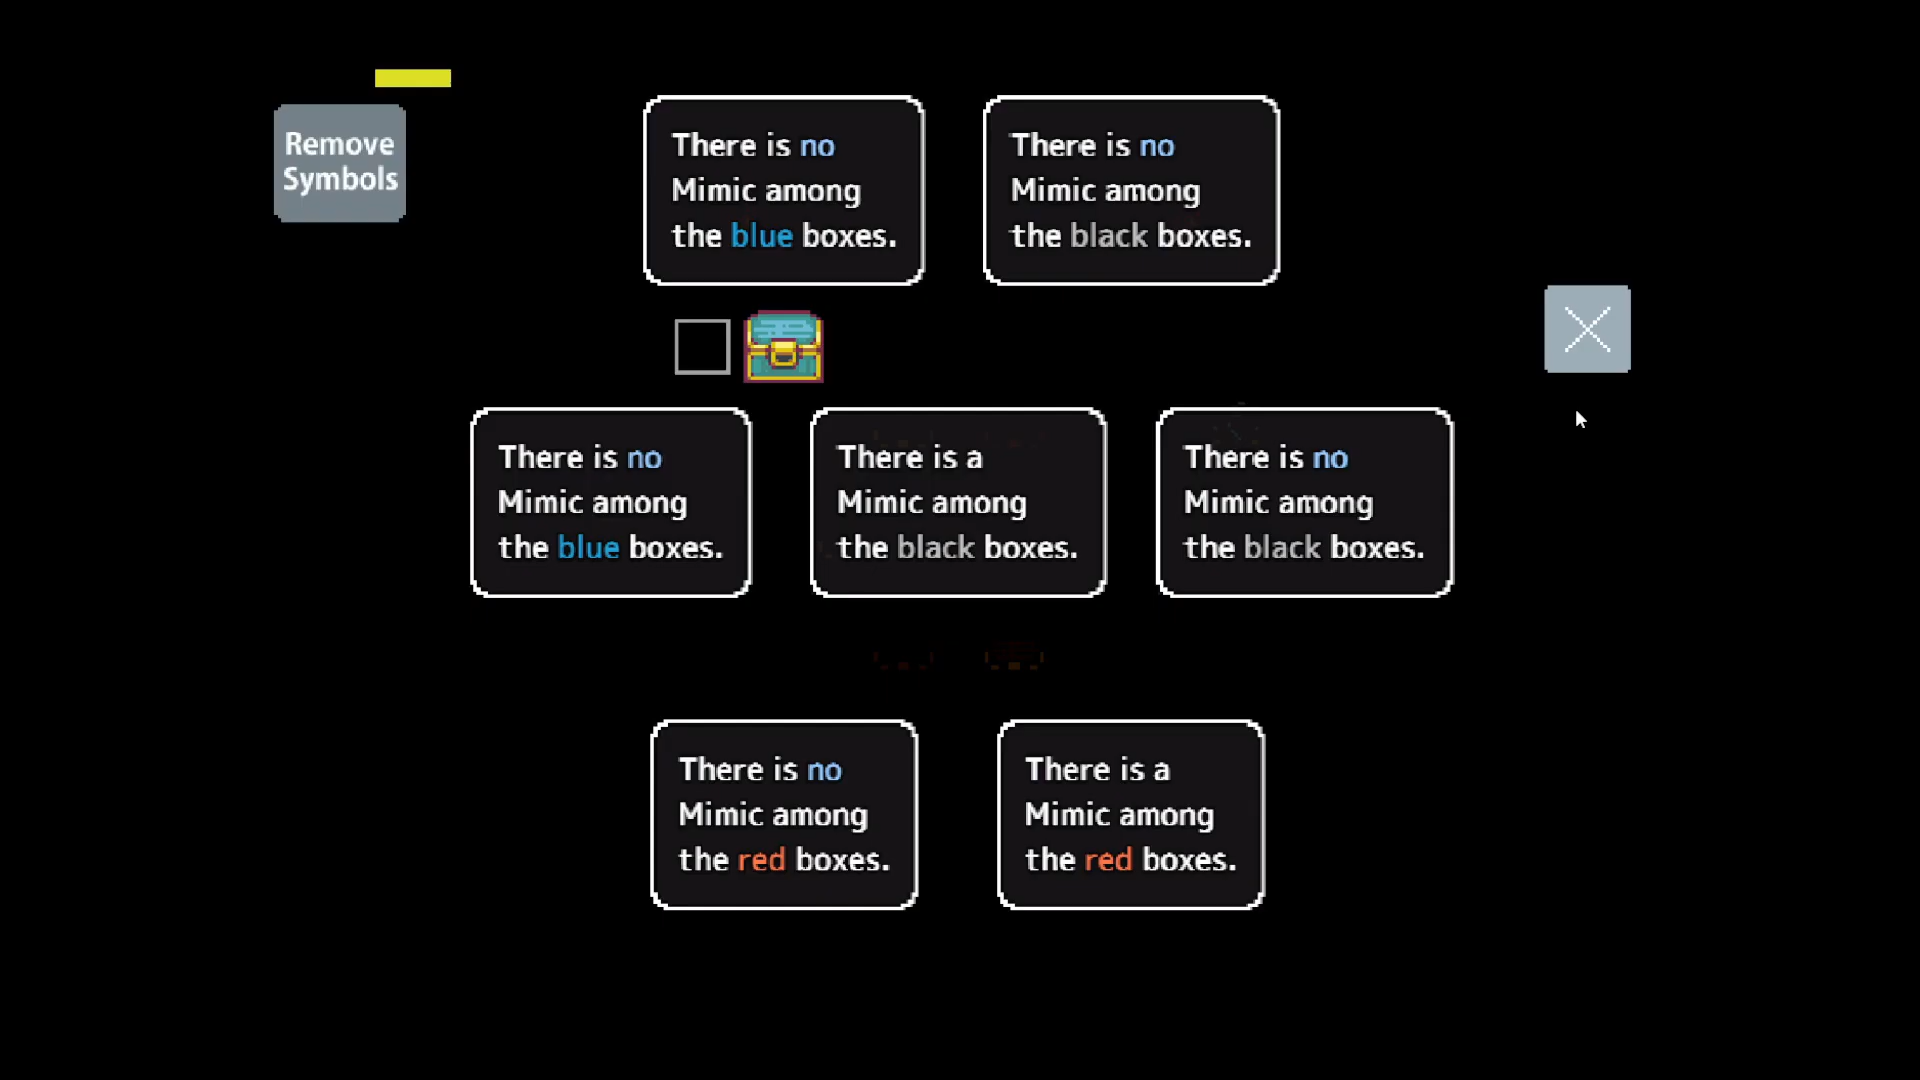 Remove
Symbols
There is no
Mimic among
the blue boxes.
There is no
Mimic among
the black boxes.
There is no
Mimic among
the blue boxes.
There is a
Mimic among
the black boxes.
There is no
Mimic among
the black boxes.
There is no
Mimic among
the red boxes.
There is a
Mimic among
the red boxes.